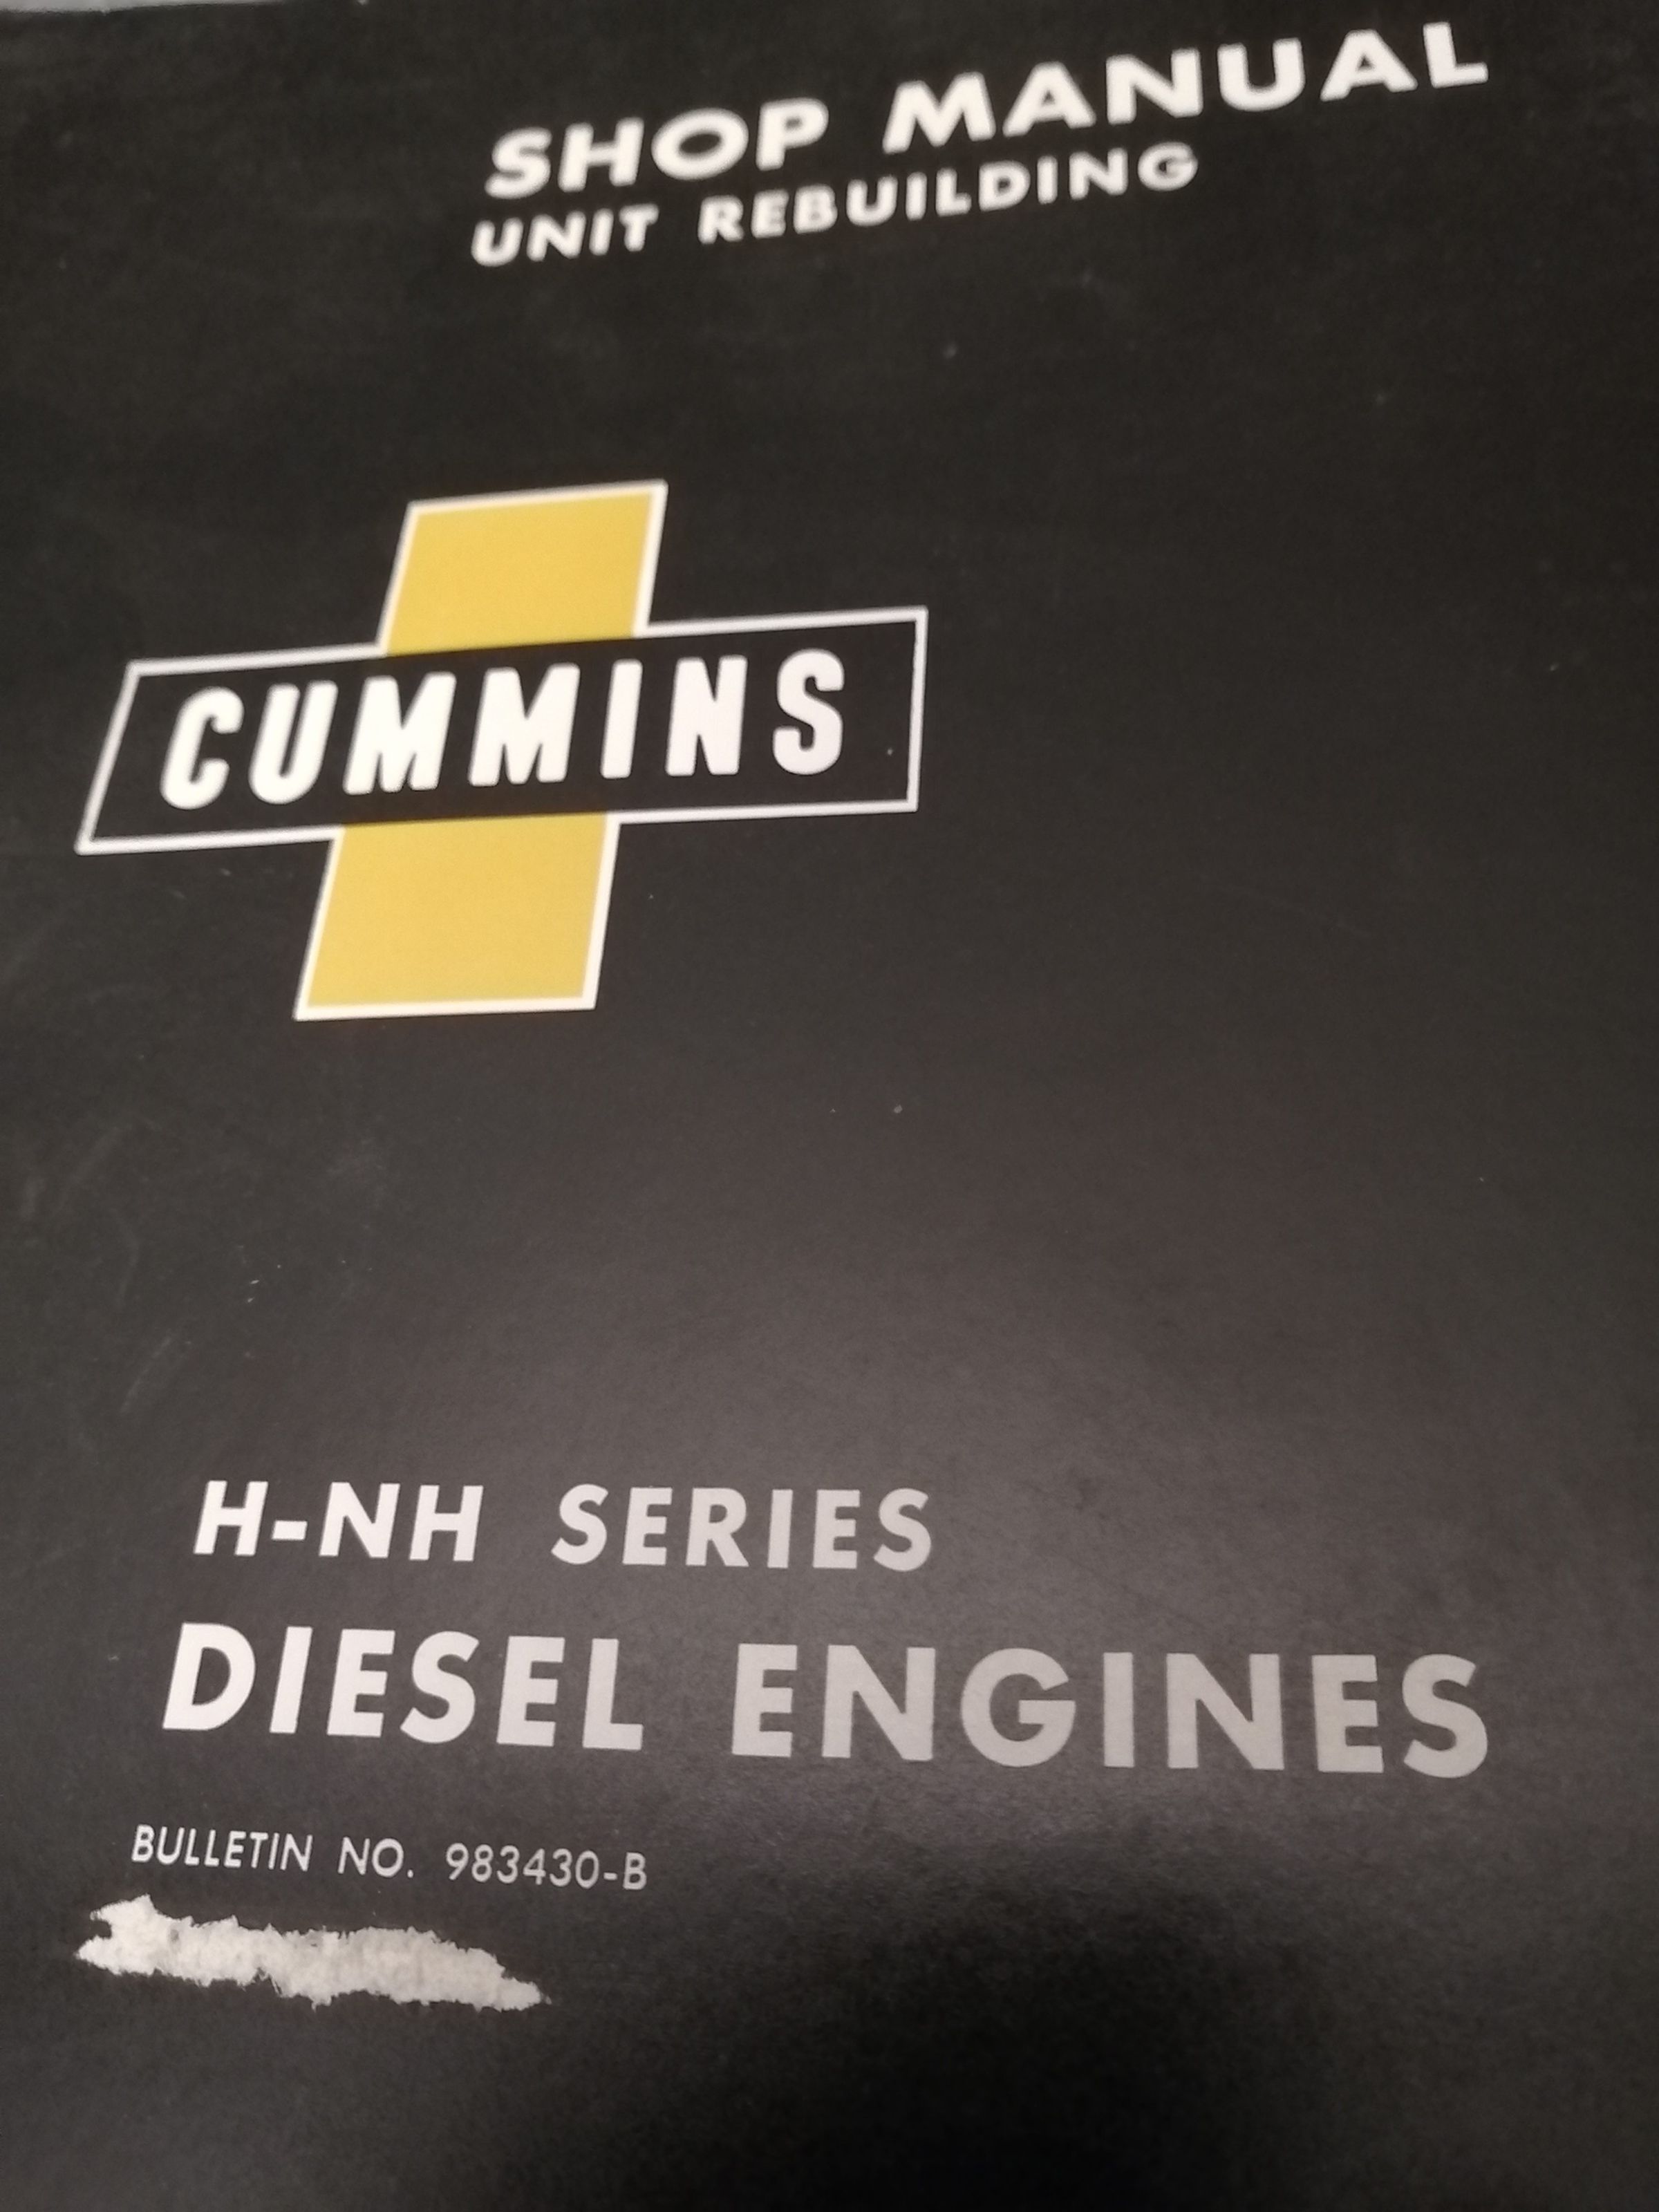 SHOP MANUAL
UNIT REBUILDING
CUMMINS
H-NH SERIES
DIESEL ENGINES
BULLETIN NO. 983430-B